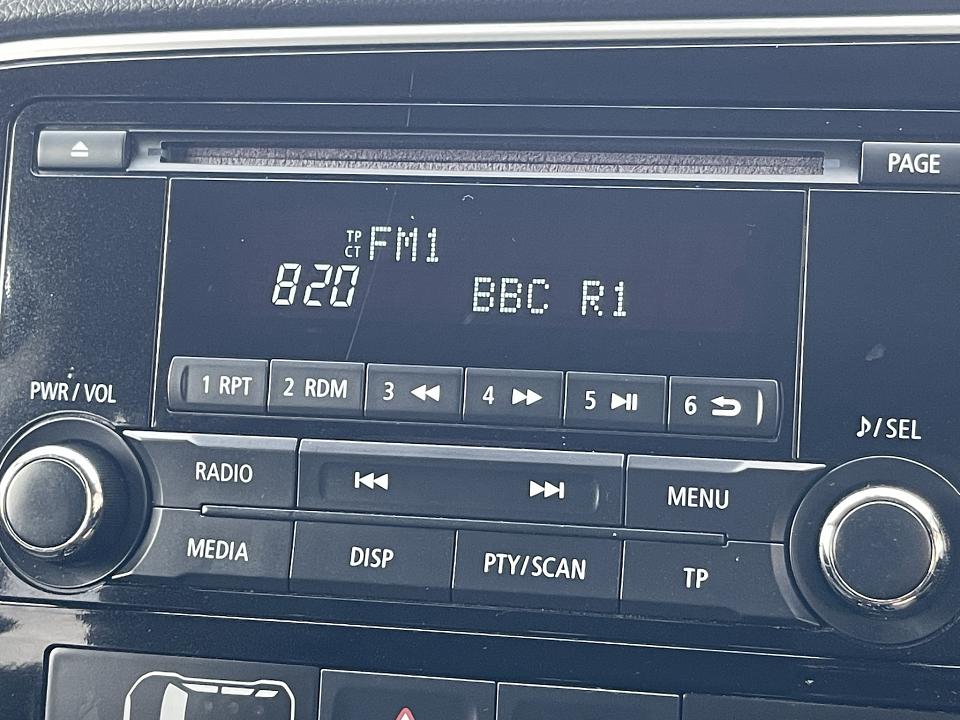 PAGE
TP
CT
FM1
820 BBC R1
1 RPT 2 RDM 3 4 5 6
PWR / VOL
♪/SEL
RADIO
MENU
MEDIA DISP PTY/SCAN TP